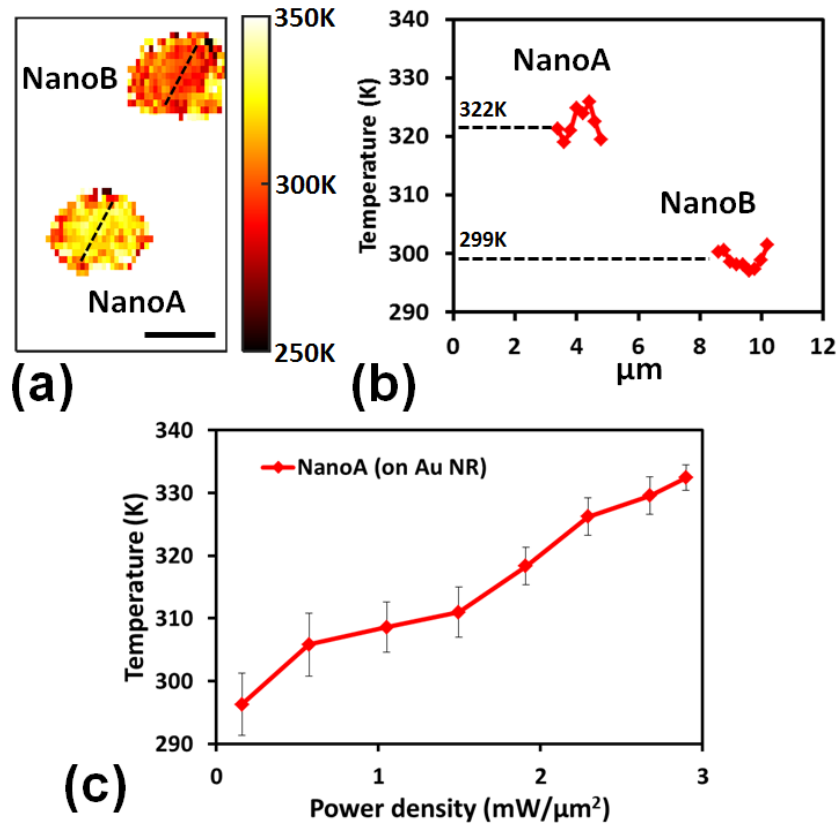 350K
300K
250K
NanoB
NanoA
(a)
Temperature (K)
340
330
320
310
300
290
322K
299K
NanoA
NanoB
0
2
4
6
8
10
12
µm
(b)
Temperature (K)
340
330
320
310
300
290
NanoA (on Au NR)
0
1
2
3
Power density (mW/µm²)
(c)